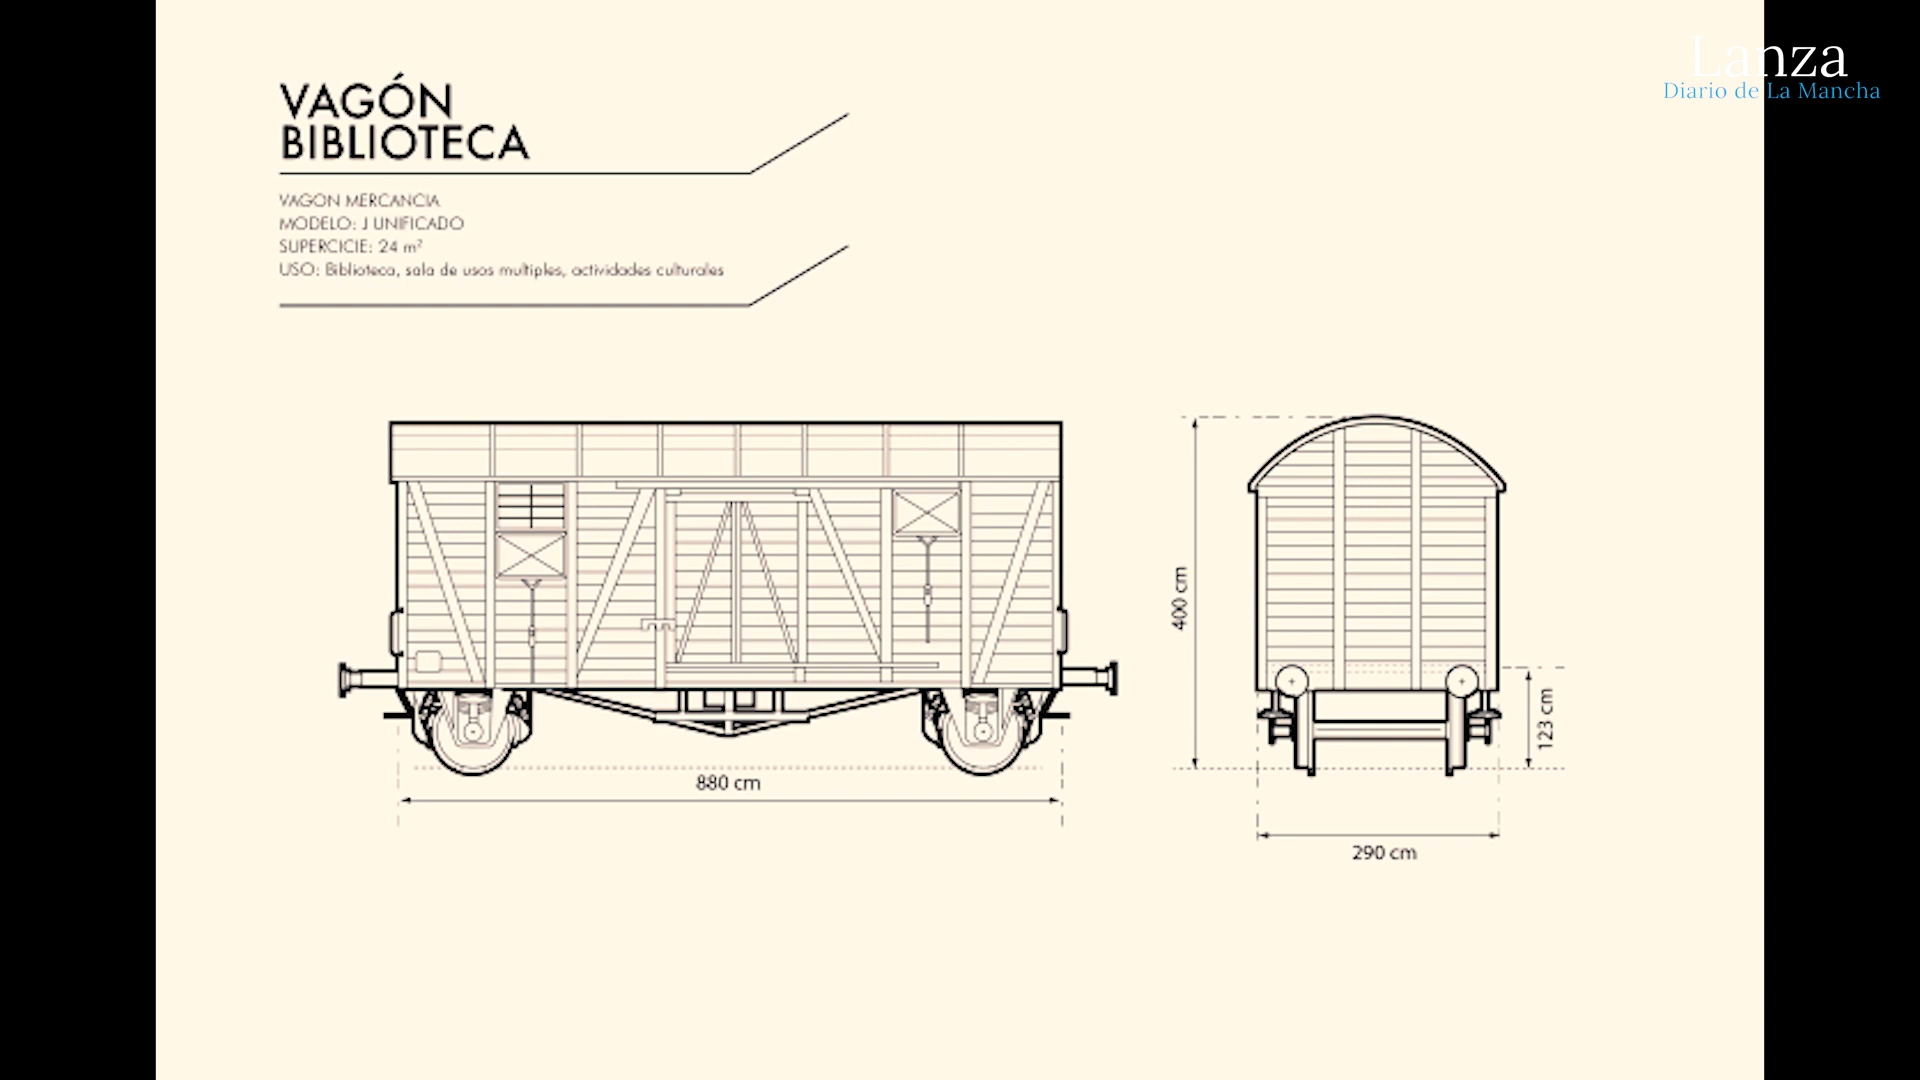 Lanza
Diario de La Mancha
VAGÓN
BIBLIOTECA
VAGON MERCANCIA
MODELO: J UNIFICADO
SUPERCICIE: 24 m²
USO: Biblioteca, sala de usos multiples, actividades culturales
400 cm
123 cm
880 cm
290 cm